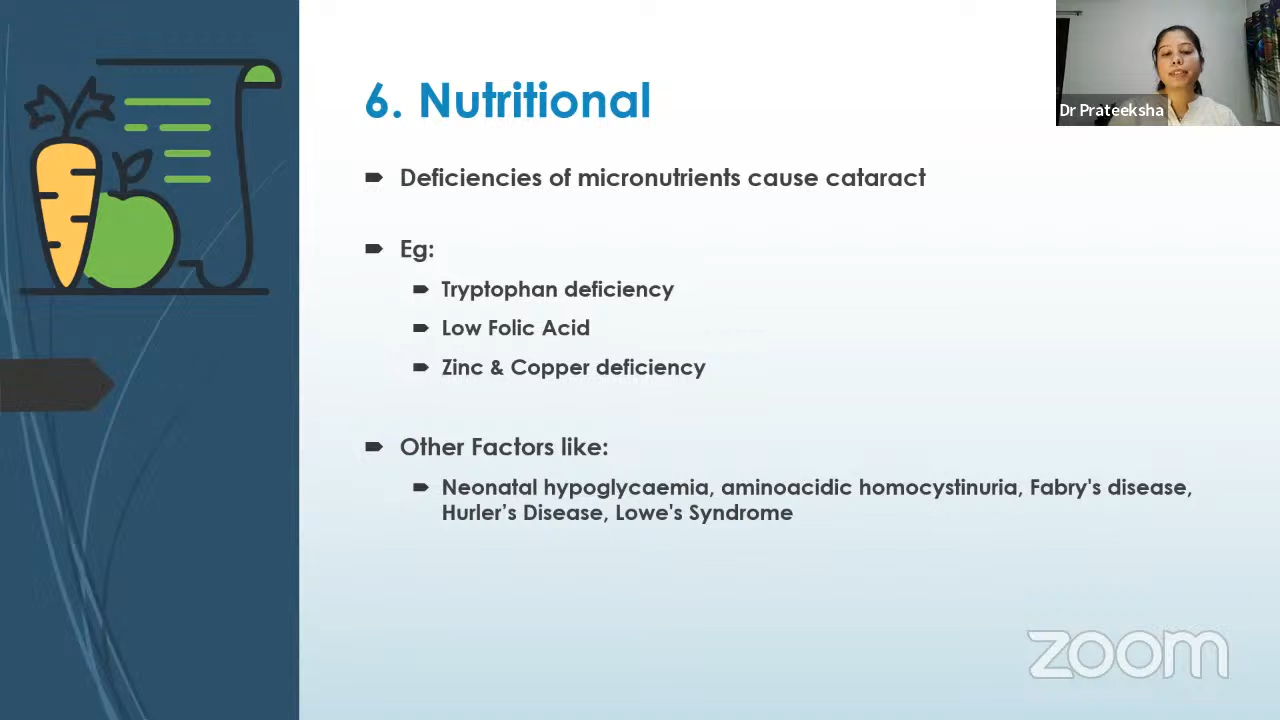 6. Nutritional
Dr Prateeksha
Deficiencies of micronutrients cause cataract
Eg:
Tryptophan deficiency
Low Folic Acid
Zinc & Copper deficiency
Other Factors like:
Neonatal hypoglycaemia, aminoacidic homocystinuria, Fabry's disease,
Hurler's Disease, Lowe's Syndrome
zoom